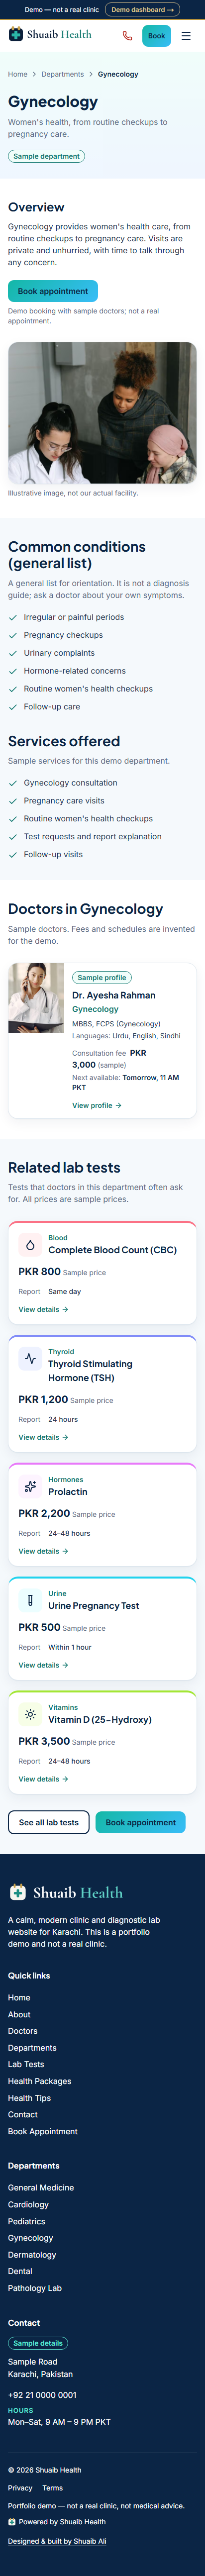 Demo — not a real clinic
Demo dashboard →
Shuaib Health
Book
Home > Departments > Gynecology
Gynecology
Women's health, from routine checkups to
pregnancy care.
Sample department
Overview
Gynecology provides women's health care, from
routine checkups to pregnancy care. Visits are
private and unhurried, with time to talk through
any concern.
Book appointment
Demo booking with sample doctors; not a real
appointment.
Illustrative image, not our actual facility.
Common conditions
(general list)
A general list for orientation. It is not a diagnosis
guide; ask a doctor about your own symptoms.
Irregular or painful periods
Pregnancy checkups
Urinary complaints
Hormone-related concerns
Routine women's health checkups
Follow-up care
Services offered
Sample services for this demo department.
Gynecology consultation
Pregnancy care visits
Routine women's health checkups
Test requests and report explanation
Follow-up visits
Doctors in Gynecology
Sample doctors. Fees and schedules are invented
for the demo.
Sample profile
Dr. Ayesha Rahman
Gynecology
MBBS, FCPS (Gynecology)
Languages: Urdu, English, Sindhi
Consultation fee PKR
3,000 (sample)
Next available: Tomorrow, 11 AM
PKT
View profile →
Related lab tests
Tests that doctors in this department often ask
for. All prices are sample prices.
Blood
Complete Blood Count (CBC)
PKR 800 Sample price
Report Same day
View details →
Thyroid
Thyroid Stimulating
Hormone (TSH)
PKR 1,200 Sample price
Report 24 hours
View details →
Hormones
Prolactin
PKR 2,200 Sample price
Report 24–48 hours
View details →
Urine
Urine Pregnancy Test
PKR 500 Sample price
Report Within 1 hour
View details →
Vitamins
Vitamin D (25-Hydroxy)
PKR 3,500 Sample price
Report 24–48 hours
View details →
See all lab tests
Book appointment
Shuaib Health
A calm, modern clinic and diagnostic lab
website for Karachi. This is a portfolio
demo and not a real clinic.
Quick links
Home
About
Doctors
Departments
Lab Tests
Health Packages
Health Tips
Contact
Book Appointment
Departments
General Medicine
Cardiology
Pediatrics
Gynecology
Dermatology
Dental
Pathology Lab
Contact
Sample details
Sample Road
Karachi, Pakistan
+92 21 0000 0001
HOURS
Mon–Sat, 9 AM – 9 PM PKT
© 2026 Shuaib Health
Privacy Terms
Portfolio demo — not a real clinic, not medical advice.
Powered by Shuaib Health
Designed & built by Shuaib Ali